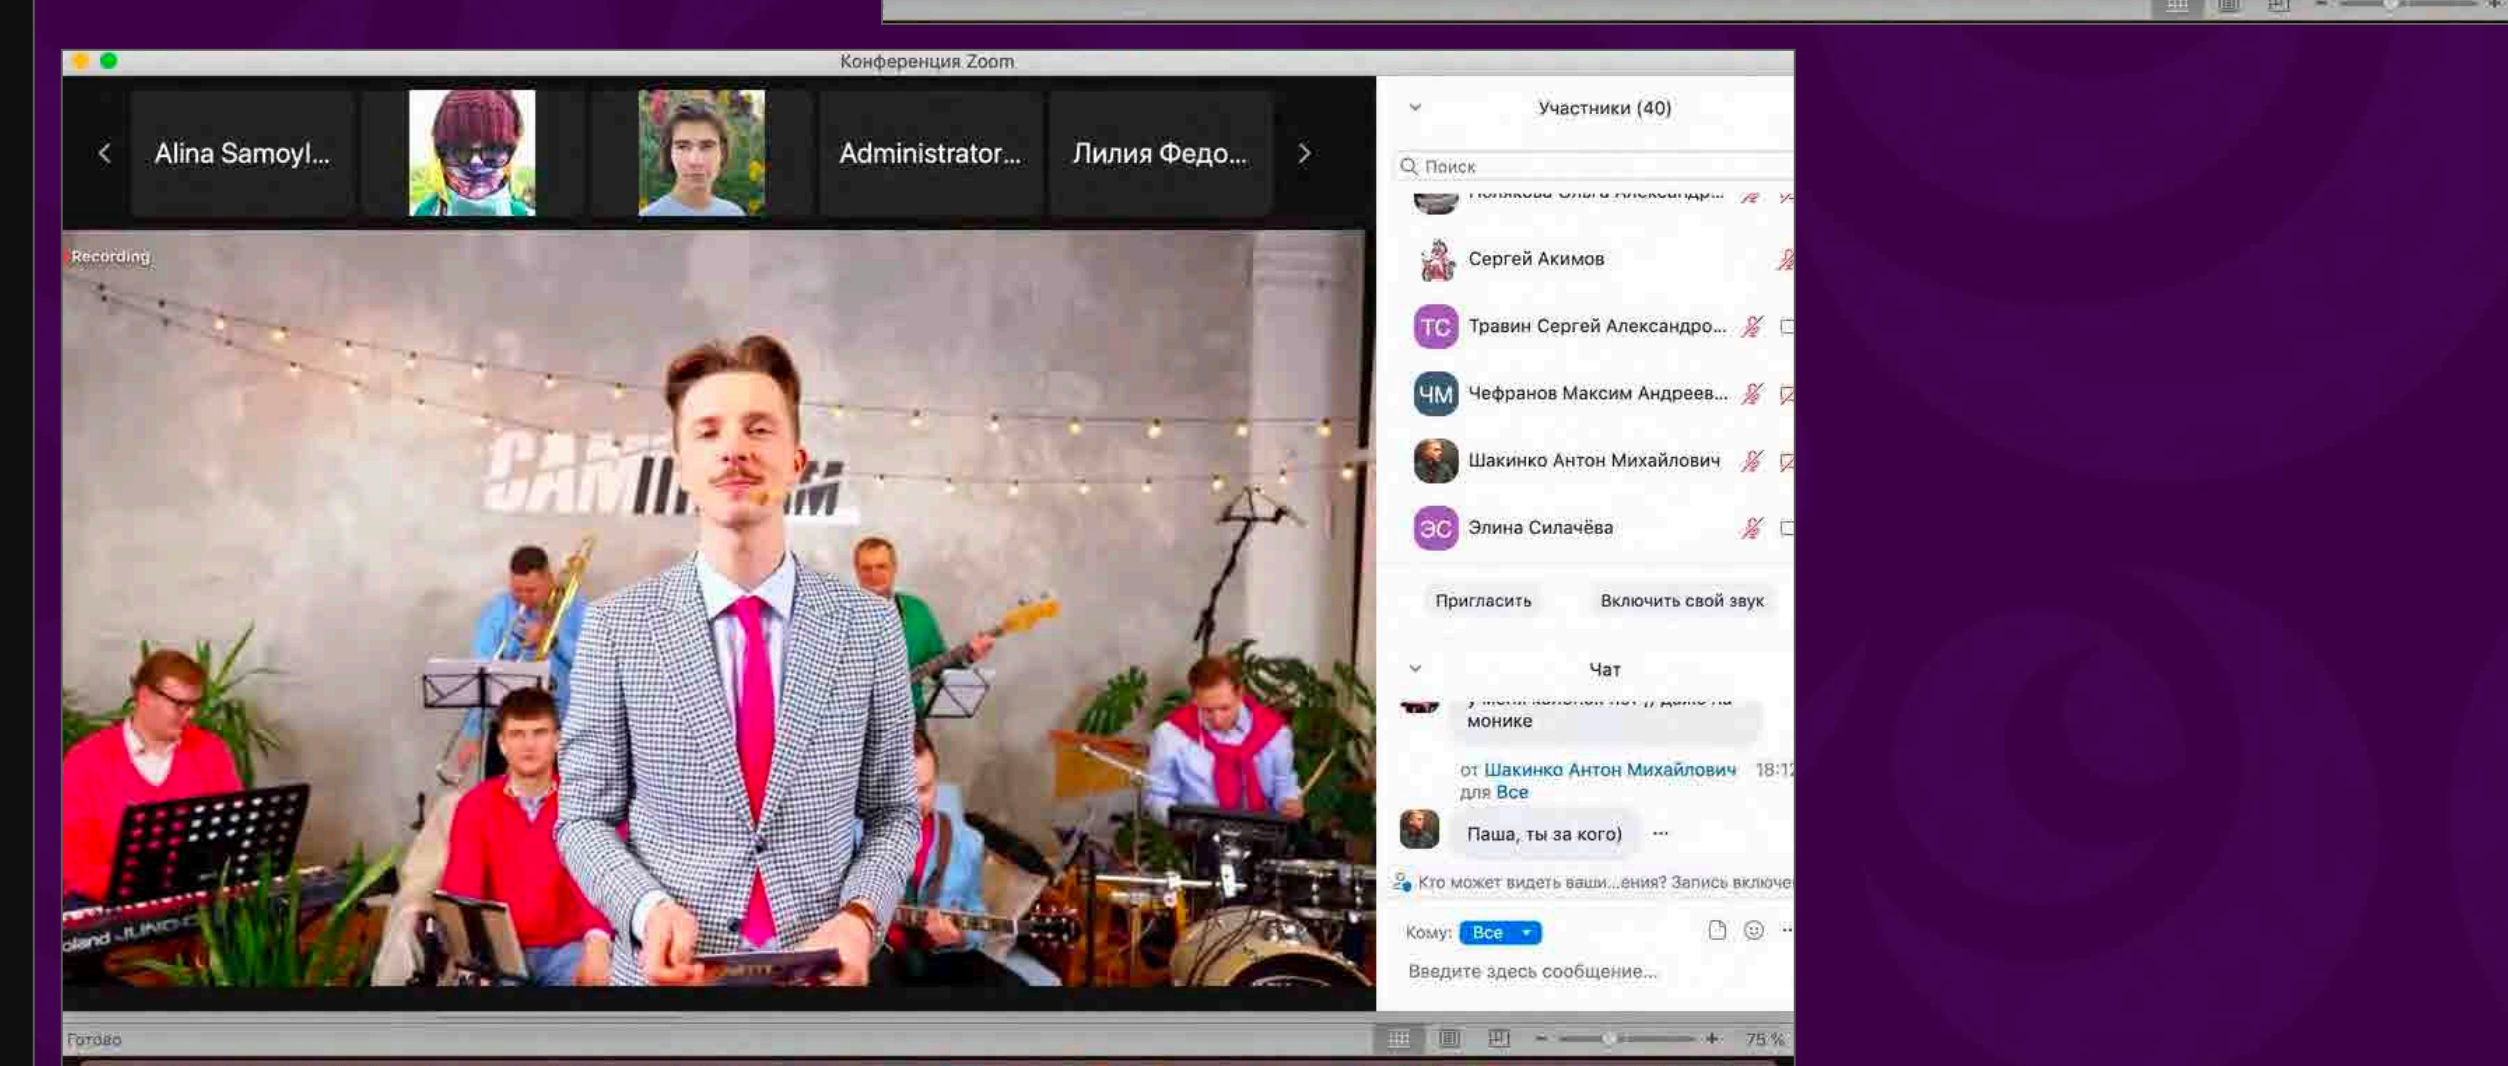 Конференция Zoom
Alina Samoyl...
Administrator...
Лилия Федо...
Recording
Участники (40)
Поиск
Сергей Акимов
ТС Травин Сергей Александро...
ЧМ Чефранов Максим Андреев...
Шакинко Антон Михайлович
ЭС Элина Силачёва
Пригласить Включить свой звук
Чат
монике
от Шакинко Антон Михайлович 18:12
для Все
Паша, ты за кого)
Кто может видеть ваши...ения? Запись включе
Кому: Все
Введите здесь сообщение...
Готово
75 %